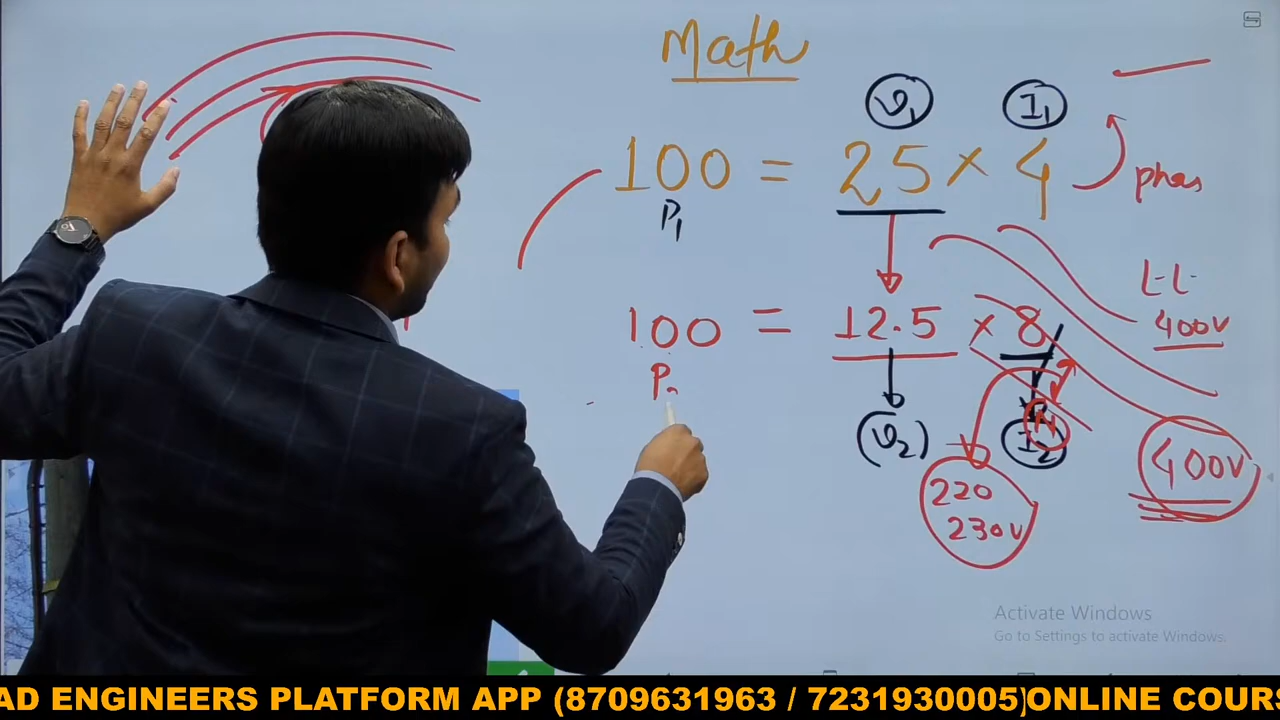 Math
V₁ I₁
100 = 25 × 4
P₁
phas
L-L
400V
100 = 12.5 × 8
P₂
(V₂) I₂
N
400V
220
230V
Activate Windows
Go to Settings to activate Windows.
AD ENGINEERS PLATFORM APP (8709631963 / 7231930005)ONLINE COURS